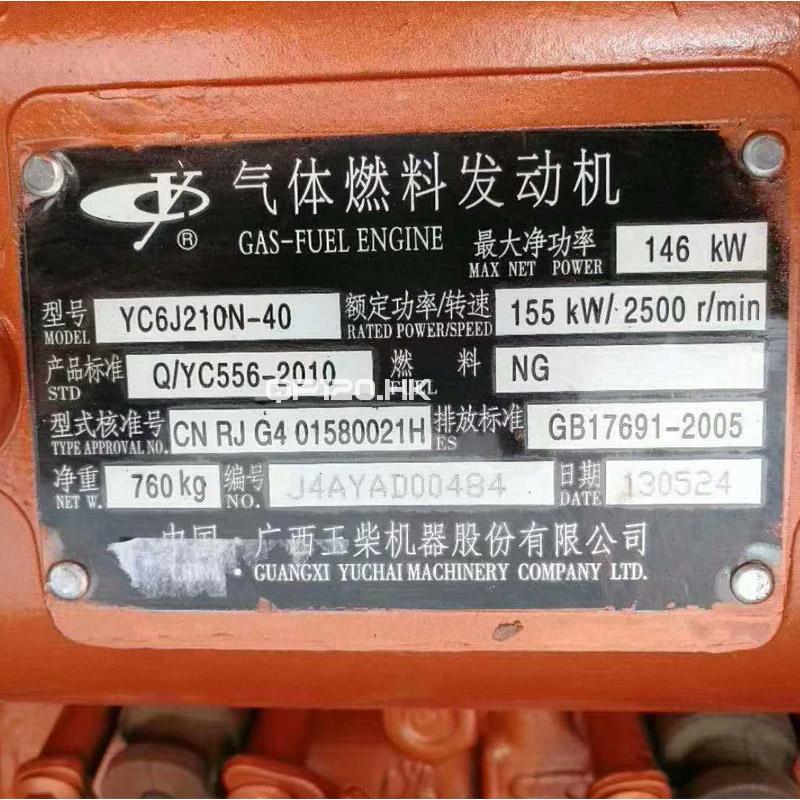 气体燃料发动机
GAS-FUEL ENGINE
®
最大净功率 146 kW
MAX NET POWER
型号 YC6J210N-40 额定功率/转速 155 kW/ 2500 r/min
MODEL RATED POWER/SPEED
产品标准 Q/YC556-2010 燃料 NG
STD
QP120.HK
型式核准号 CN RJ G4 01580021H 排放标准 GB17691-2005
TYPE APPROVAL NO. ES
净重 760kg 编号 J4AYAD00484 日期 130524
NET W. NO. DATE
中国·广西玉柴机器股份有限公司
GUANGXI YUCHAI MACHINERY COMPANY LTD.